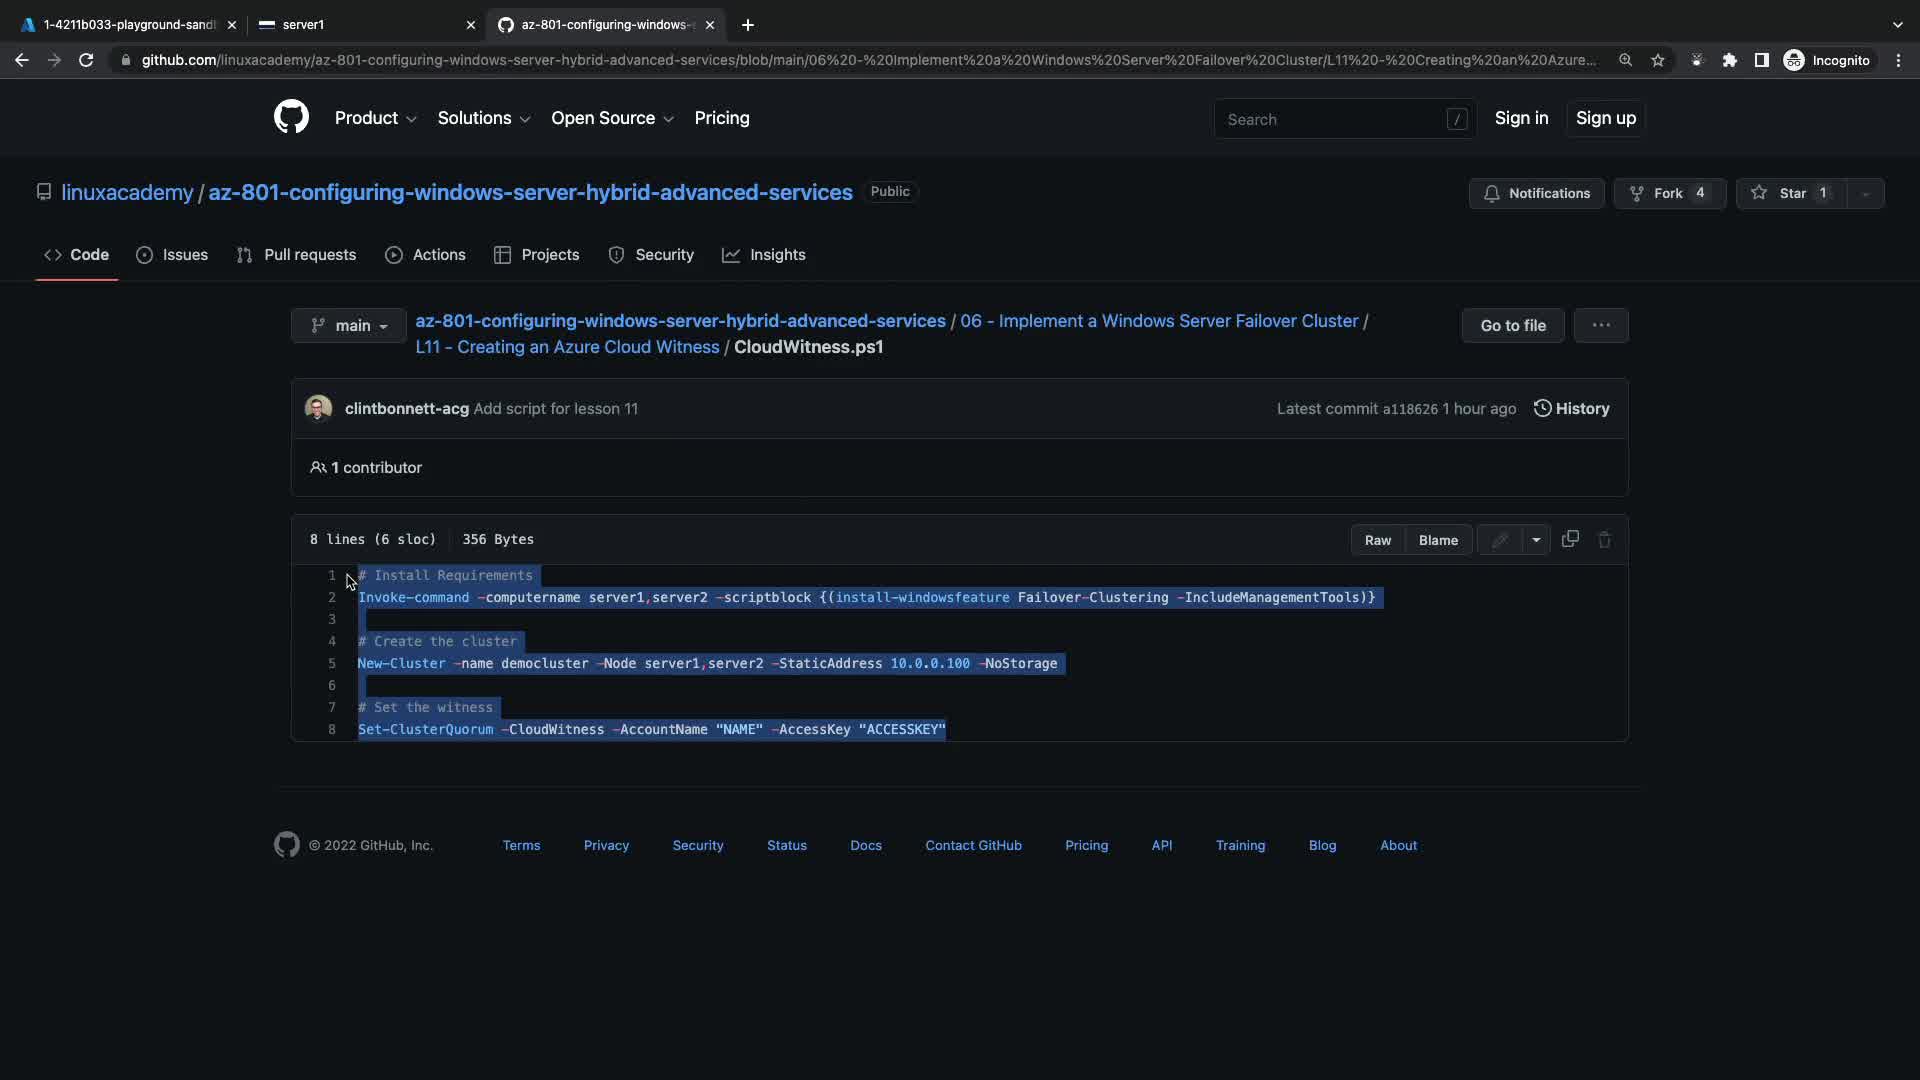 1-4211b033-playground-sand
server1
az-801-configuring-windows-s
github.com/linuxacademy/az-801-configuring-windows-server-hybrid-advanced-services/blob/main/06%20-%20Implement%20a%20Windows%20Server%20Failover%20Cluster/L11%20-%20Creating%20an%20Azure...
Incognito
Product
Solutions
Open Source
Pricing
Search
/
Sign in
Sign up
linuxacademy / az-801-configuring-windows-server-hybrid-advanced-services
Public
Notifications
Fork 4
Star 1
Code
Issues
Pull requests
Actions
Projects
Security
Insights
main
az-801-configuring-windows-server-hybrid-advanced-services / 06 - Implement a Windows Server Failover Cluster /
L11 - Creating an Azure Cloud Witness / CloudWitness.ps1
Go to file
...
clintbonnett-acg Add script for lesson 11
Latest commit a118626 1 hour ago
History
1 contributor
8 lines (6 sloc)
356 Bytes
Raw
Blame
1 # Install Requirements
2 Invoke-command -computername server1,server2 -scriptblock {(install-windowsfeature Failover-Clustering -IncludeManagementTools)}
3
4 # Create the cluster
5 New-Cluster -name democluster -Node server1,server2 -StaticAddress 10.0.0.100 -NoStorage
6
7 # Set the witness
8 Set-ClusterQuorum -CloudWitness -AccountName "NAME" -AccessKey "ACCESSKEY"
© 2022 GitHub, Inc.
Terms
Privacy
Security
Status
Docs
Contact GitHub
Pricing
API
Training
Blog
About